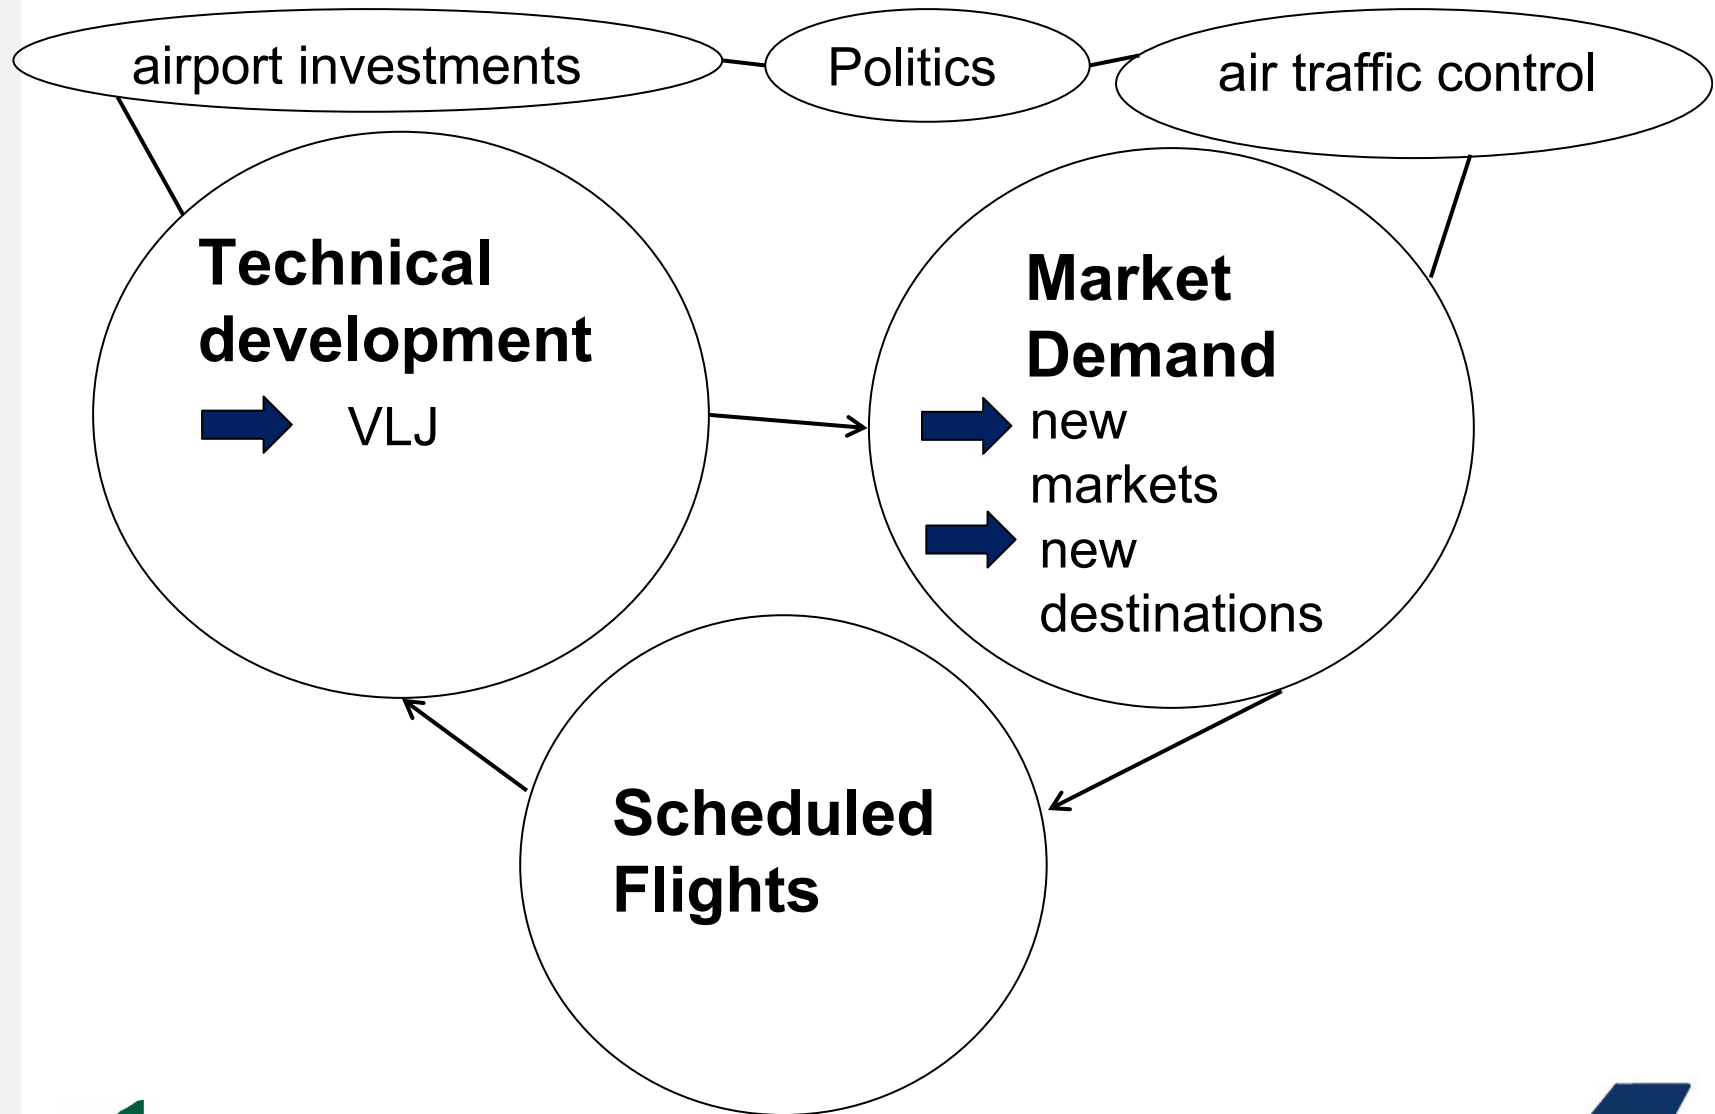 airport investments
Politics
air traffic control
Technical
development
VLJ
Market
Demand
new
markets
new
destinations
Scheduled
Flights